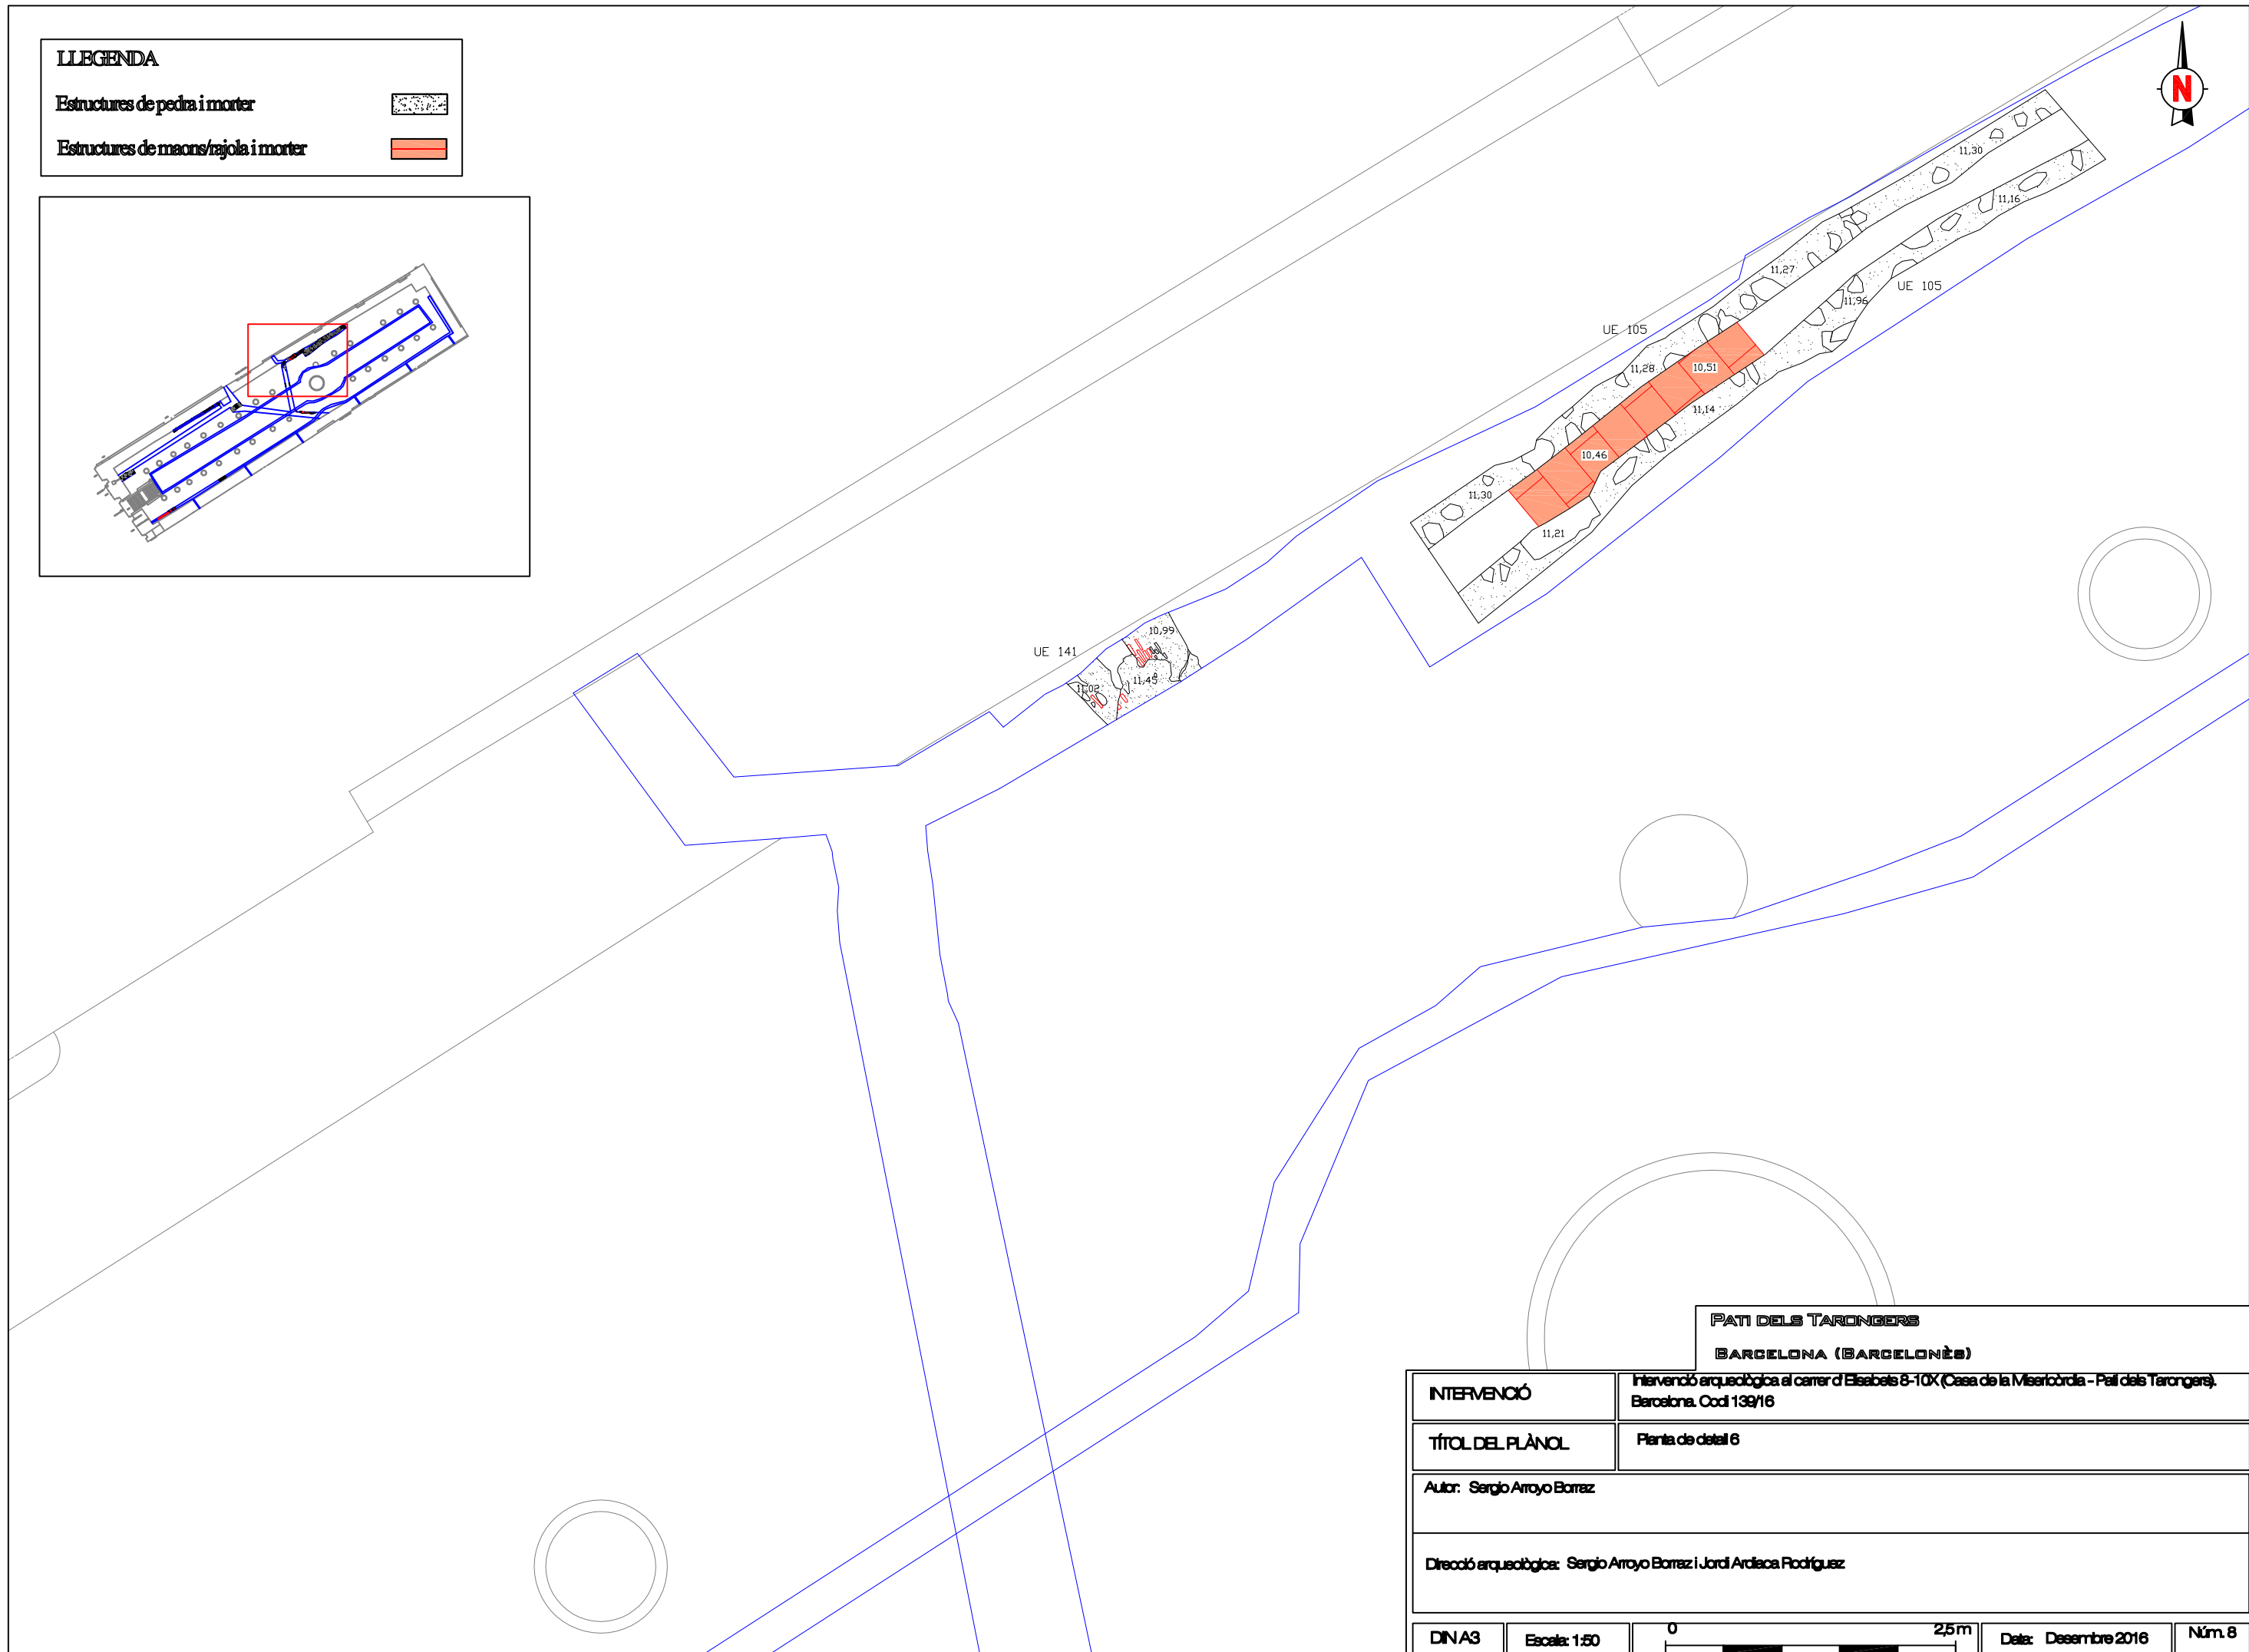 LLEGENDA
Estructures de pedra i morter
Estructures de maons/rajola i morter
N
11,30
11,16
11,27
UE 105
11,96
UE 105
11,28
10,51
11,14
10,46
11,30
11,21
UE 141
10,99
11,45
11,02
PATI DELS TARONGERS
BARCELONA (BARCELONÈS)
INTERVENCIÓ
Intervenció arqueològica al carrer d'Elisabets 8-10X (Casa de la Misericòrdia - Pati dels Tarongers).
Barcelona. Codi 139/16
TÍTOL DEL PLÀNOL
Planta de detall 6
Autor: Sergio Arroyo Borraz
Direcció arqueològica: Sergio Arroyo Borraz i Jordi Ardiaca Rodríguez
DIN A3
Escala: 1:50
0 2,5 m
Data: Desembre 2016
Núm. 8